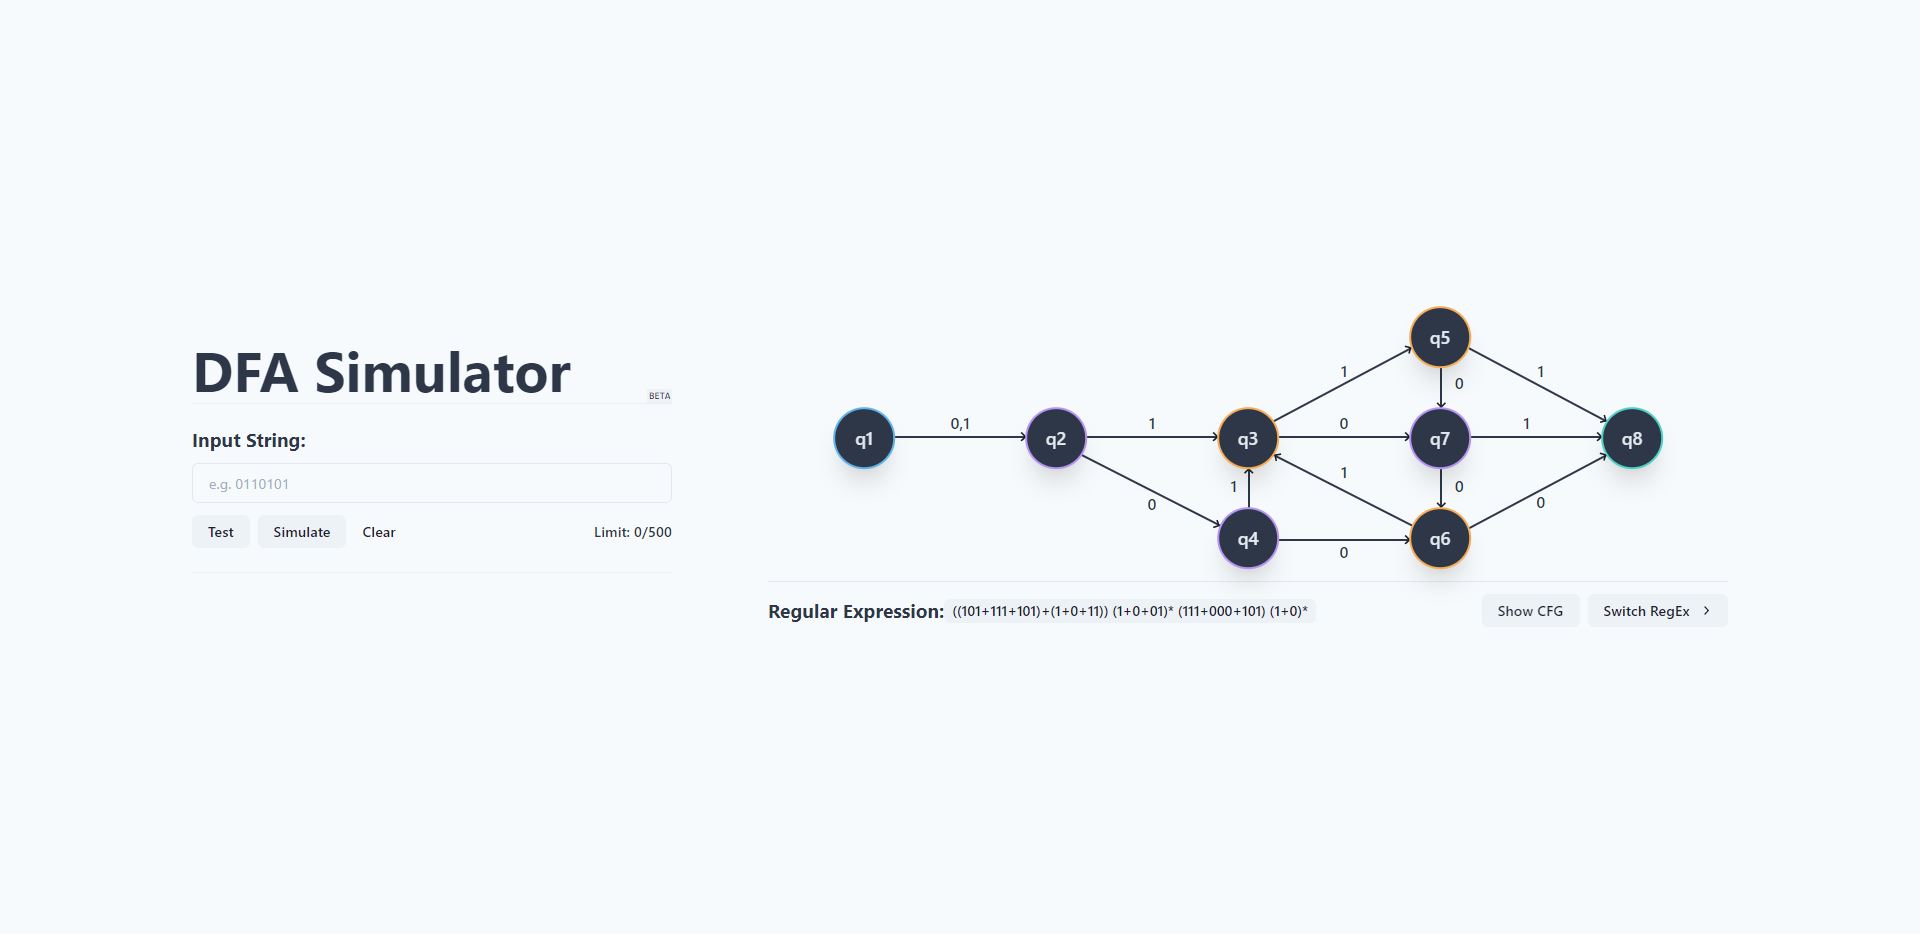 DFA Simulator
BETA
Input String:
e.g. 0110101
Test Simulate Clear Limit: 0/500
q5
1 1
0
0,1 1 0 1
q1 q2 q3 q7 q8
1
1 0
0 0
q4 q6
0
Regular Expression: ((101+111+101)+(1+0+11)) (1+0+01)* (111+000+101) (1+0)* Show CFG Switch RegEx